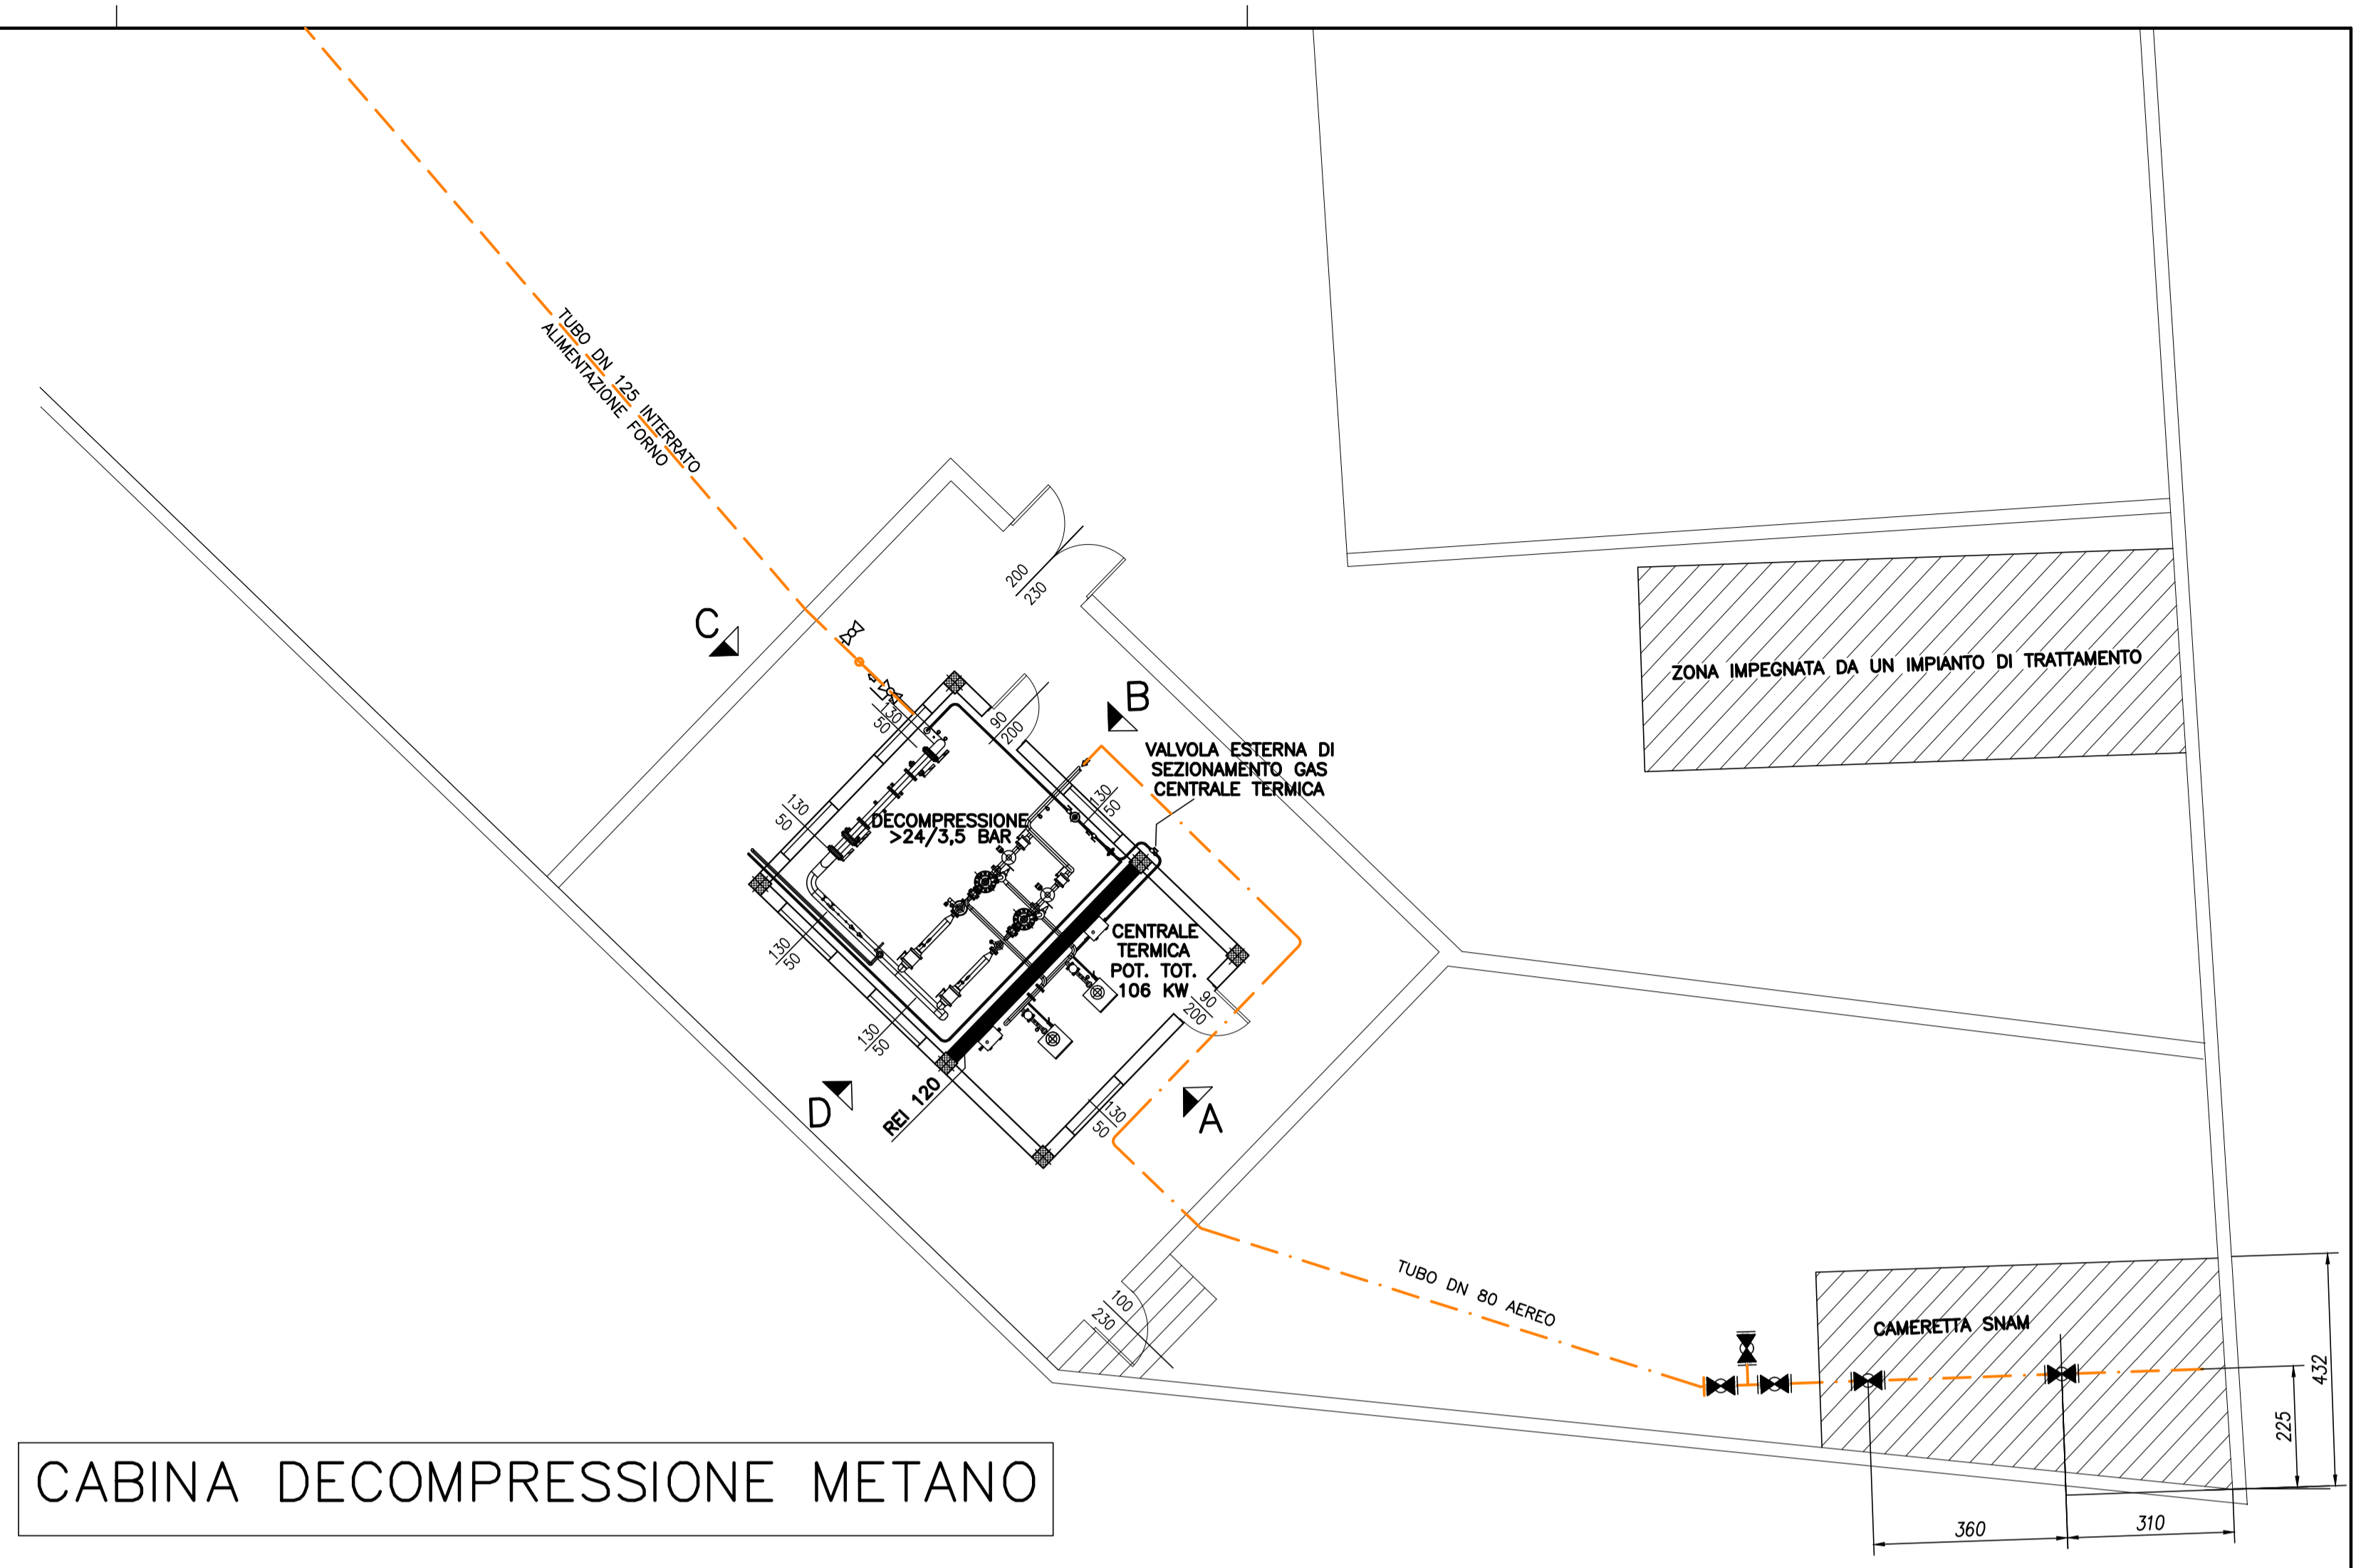 TUBO DN 125 INTERRATO
ALIMENTAZIONE FORNO
200
230
C
ZONA IMPEGNATA DA UN IMPIANTO DI TRATTAMENTO
B
130
50
90
200
VALVOLA ESTERNA DI
SEZIONAMENTO GAS
CENTRALE TERMICA
130
50
130
50
DECOMPRESSIONE
>24/3,5 BAR
CENTRALE
TERMICA
POT. TOT.
106 KW
130
50
90
200
130
50
D
REI 120
130
50
A
TUBO DN 80 AEREO
100
230
CAMERETTA SNAM
432
225
360
310
CABINA DECOMPRESSIONE METANO